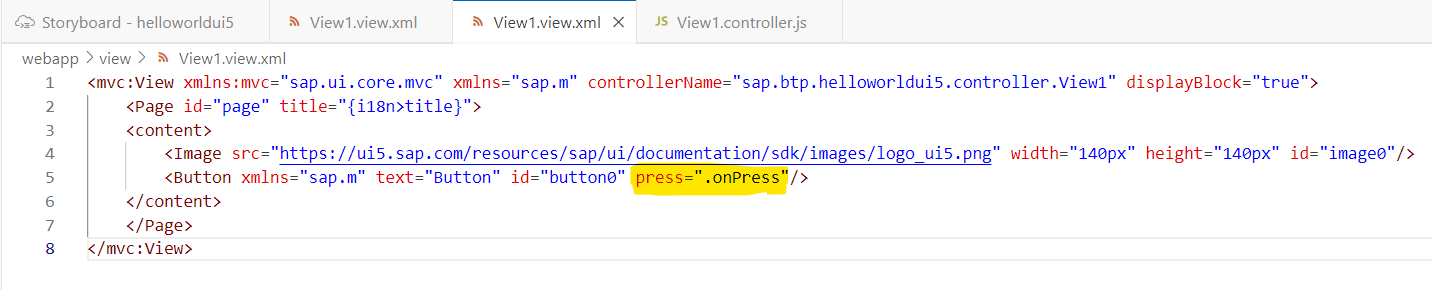 Storyboard - helloworldui5 View1.view.xml View1.view.xml × JS View1.controller.js
webapp > view > View1.view.xml
1 <mvc:View xmlns:mvc="sap.ui.core.mvc" xmlns="sap.m" controllerName="sap.btp.helloworldui5.controller.View1" displayBlock="true">
2 <Page id="page" title="{i18n>title}">
3 <content>
4 <Image src="https://ui5.sap.com/resources/sap/ui/documentation/sdk/images/logo_ui5.png" width="140px" height="140px" id="image0"/>
5 <Button xmlns="sap.m" text="Button" id="button0" press=".onPress"/>
6 </content>
7 </Page>
8 </mvc:View>